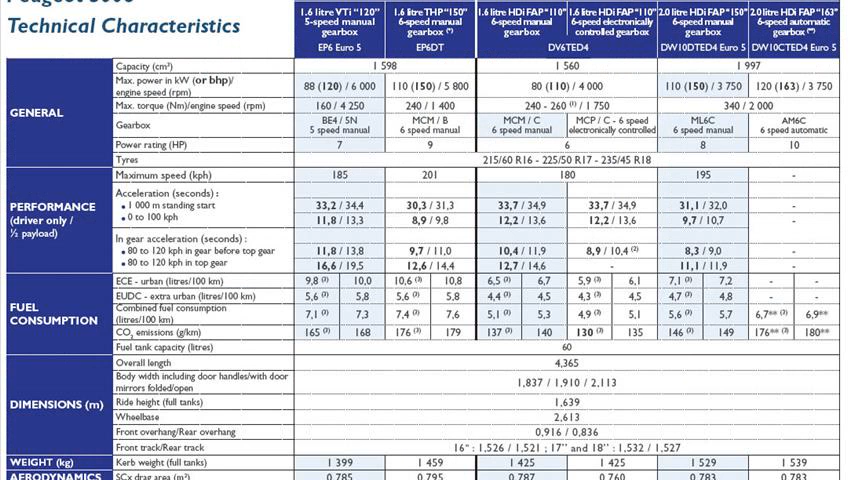 Technical Characteristics
1.6 litre VTi "120" 5-speed manual gearbox EP6 Euro 5
1.6 litre THP "150" 6-speed manual gearbox (*) EP6DT
1.6 litre HDi FAP "110" 6-speed manual gearbox
1.6 litre HDi FAP "110" 6-speed electronically controlled gearbox
DV6TED4
2.0 litre HDi FAP "150" 6-speed manual gearbox DW10DTED4 Euro 5
2.0 litre HDi FAP "163" 6-speed automatic gearbox (**) DW10CTED4 Euro 5
GENERAL
Capacity (cm³) 1 598 1 560 1 997
Max. power in kW (or bhp)/
engine speed (rpm) 88 (120) / 6 000 110 (150) / 5 800 80 (110) / 4 000 110 (150) / 3 750 120 (163) / 3 750
Max. torque (Nm)/engine speed (rpm) 160 / 4 250 240 / 1 400 240 - 260 (1) / 1 750 340 / 2 000
Gearbox BE4 / 5N MCM / B MCM / C MCP / C - 6 speed ML6C AM6C
5 speed manual 6 speed manual 6 speed manual electronically controlled 6 speed manual 6 speed automatic
Power rating (HP) 7 9 6 8 10
Tyres 215/60 R16 - 225/50 R17 - 235/45 R18
PERFORMANCE
(driver only /
½ payload)
Maximum speed (kph) 185 201 180 195 -
Acceleration (seconds) :
• 1 000 m standing start 33,2 / 34,4 30,3 / 31,3 33,7 / 34,9 33,7 / 34,9 31,1 / 32,0 -
• 0 to 100 kph 11,8 / 13,3 8,9 / 9,8 12,2 / 13,6 12,2 / 13,6 9,7 / 10,7 -
In gear acceleration (seconds) :
• 80 to 120 kph in gear before top gear 11,8 / 13,8 9,7 / 11,0 10,4 / 11,9 8,9 / 10,4 (2) 8,3 / 9,0 -
• 80 to 120 kph in top gear 16,6 / 19,5 12,6 / 14,4 12,7 / 14,6 - 11,1 / 11,9 -
FUEL
CONSUMPTION
ECE - urban (litres/100 km) 9,8 (3) 10,0 10,6 (3) 10,8 6,5 (3) 6,7 5,9 (3) 6,1 7,1 (3) 7,2 - -
EUDC - extra urban (litres/100 km) 5,6 (3) 5,8 5,6 (3) 5,8 4,4 (3) 4,5 4,3 (3) 4,5 4,7 (3) 4,8 - -
Combined fuel consumption
(litres/100 km) 7,1 (3) 7,3 7,4 (3) 7,6 5,1 (3) 5,3 4,9 (3) 5,1 5,6 (3) 5,7 6,7** (3) 6,9**
CO₂ emissions (g/km) 165 (3) 168 176 (3) 179 137 (3) 140 130 (3) 135 146 (3) 149 176** (3) 180**
Fuel tank capacity (litres) 60
DIMENSIONS (m)
Overall length 4,365
Body width including door handles/with door
mirrors folded/open 1,837 / 1,910 / 2,113
Ride height (full tanks) 1,639
Wheelbase 2,613
Front overhang/Rear overhang 0,916 / 0,836
Front track/Rear track 16" : 1,526 / 1,521 ; 17" and 18" : 1,532 / 1,527
WEIGHT (kg) Kerb weight (full tanks) 1 399 1 459 1 425 1 425 1 529 1 539
AERODYNAMICS SCx drag area (m²) 0.785 0.795 0.787 0.760 0.783 0.783